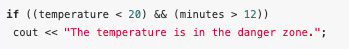 if ((temperature < 20) && (minutes > 12))
cout << "The temperature is in the danger zone.";